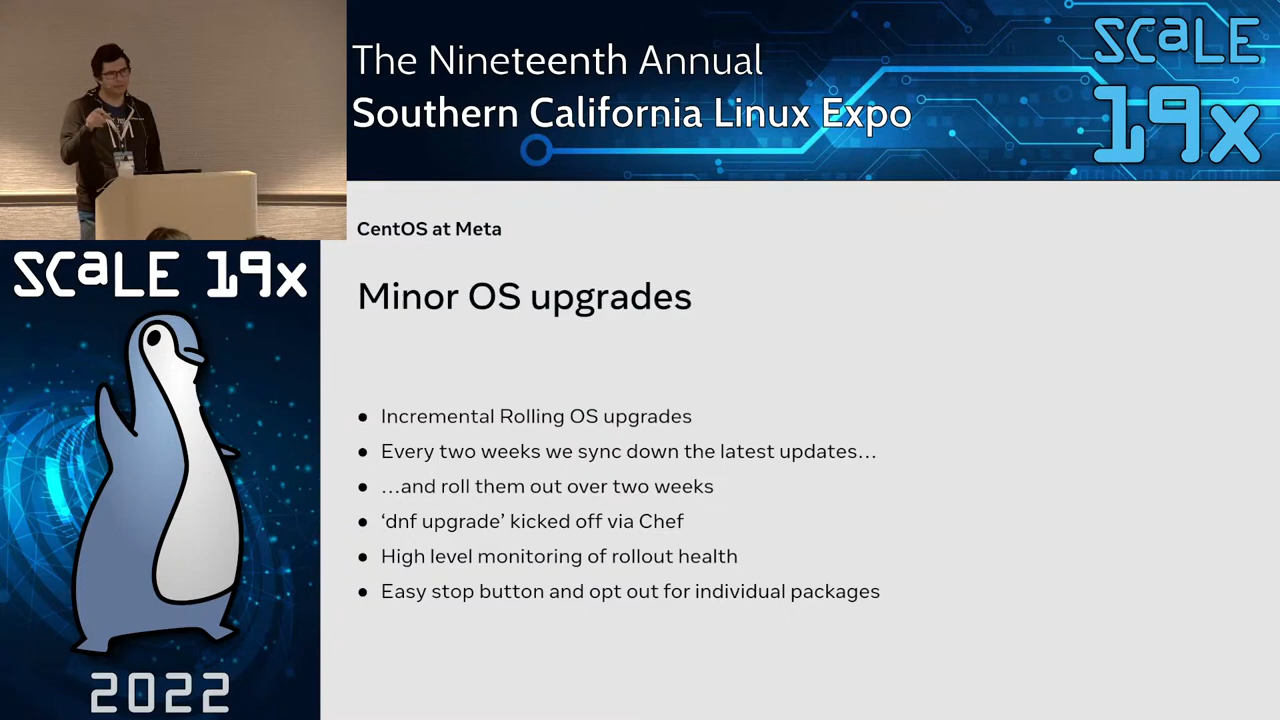 The Nineteenth Annual
Southern California Linux Expo
SCaLE
19x
CentOS at Meta
SCaLE 19x
Minor OS upgrades
● Incremental Rolling OS upgrades
● Every two weeks we sync down the latest updates…
● …and roll them out over two weeks
● ‘dnf upgrade’ kicked off via Chef
● High level monitoring of rollout health
● Easy stop button and opt out for individual packages
2022